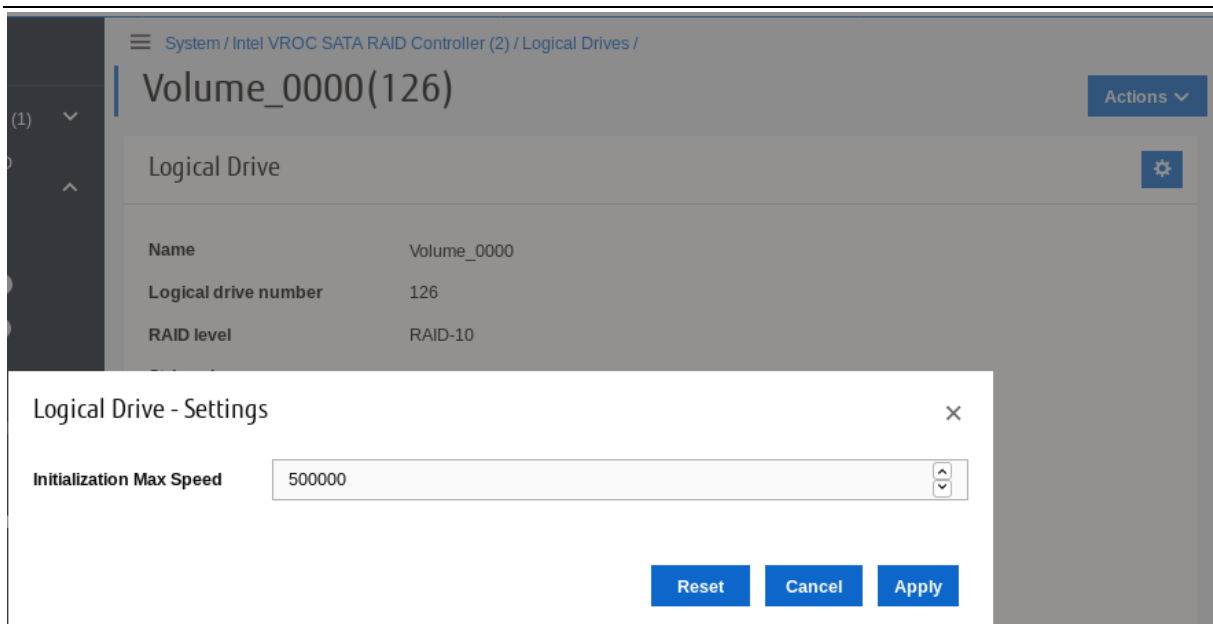 System / Intel VROC SATA RAID Controller (2) / Logical Drives /
Volume_0000(126)
Actions
(1)
Logical Drive
Name Volume_0000
Logical drive number 126
RAID level RAID-10
Logical Drive - Settings
Initialization Max Speed 500000
Reset Cancel Apply